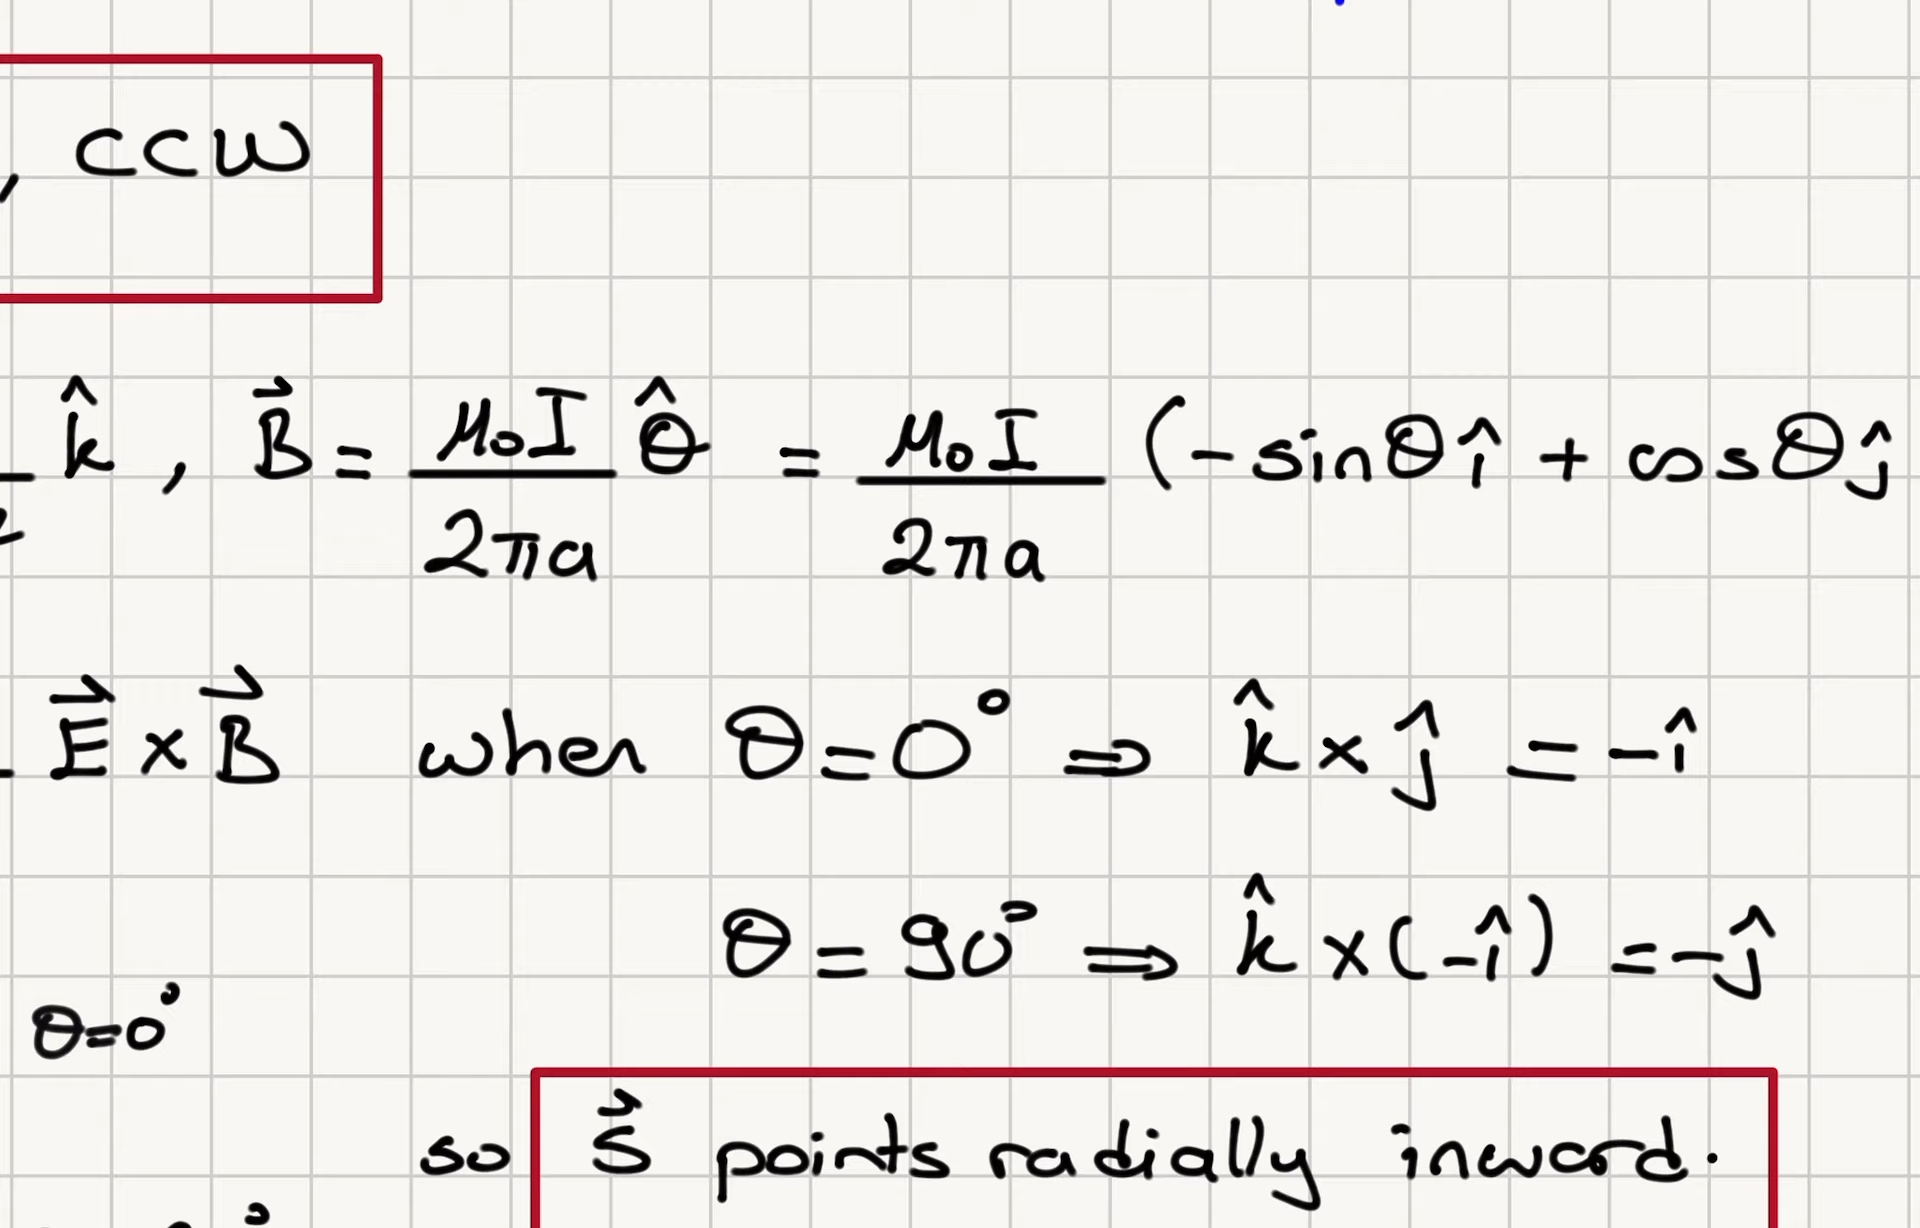 , CCW
k̂ , B⃗ = μ₀I/2πa θ̂ = μ₀I/2πa (-sinθ î + cosθ ĵ
E⃗ × B⃗ when θ=0° ⇒ k̂ × ĵ = -î
θ = 90° ⇒ k̂ × (-î) = -ĵ
θ=0°
so S⃗ points radially inward.